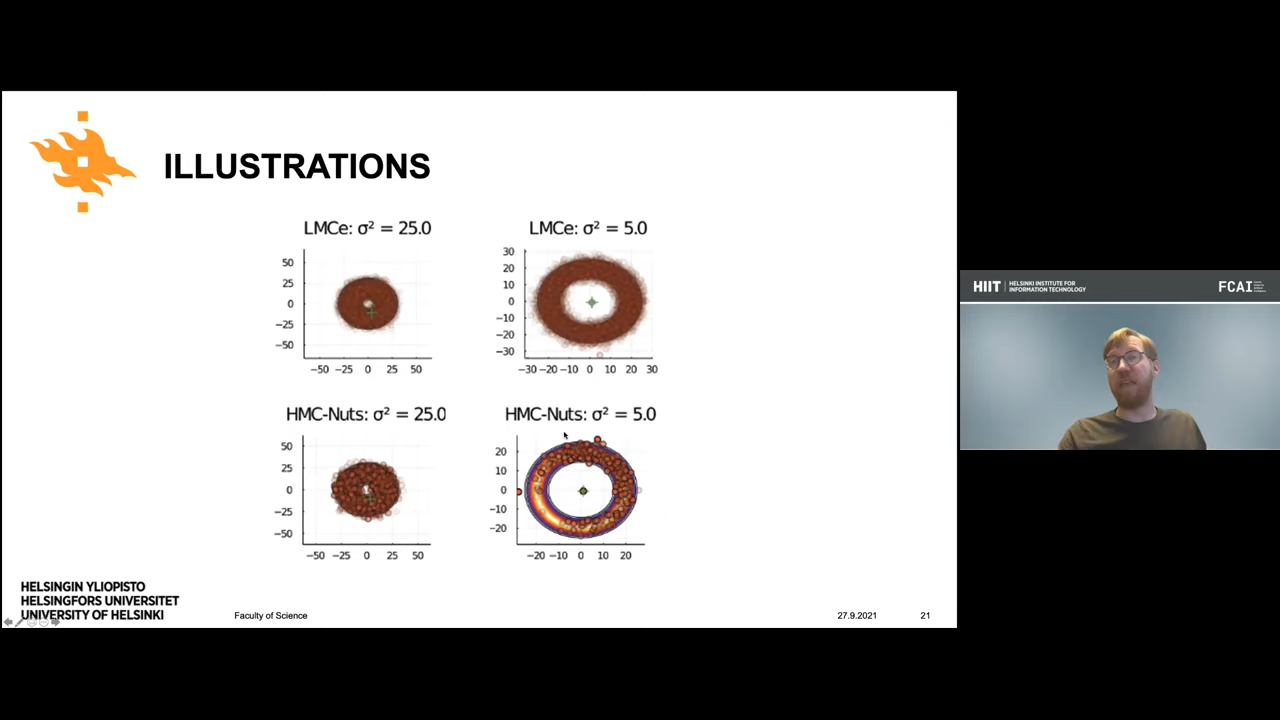 ILLUSTRATIONS
LMCe: σ² = 25.0
LMCe: σ² = 5.0
50
25
0
−25
−50
−50 −25 0 25 50
30
20
10
0
−10
−20
−30
−30 −20 −10 0 10 20 30
HMC-Nuts: σ² = 25.0
HMC-Nuts: σ² = 5.0
50
25
0
−25
−50
−50 −25 0 25 50
20
10
0
−10
−20
−20 −10 0 10 20
HELSINGIN YLIOPISTO
HELSINGFORS UNIVERSITET
UNIVERSITY OF HELSINKI
Faculty of Science
27.9.2021
21
HIIT
HELSINKI INSTITUTE FOR
INFORMATION TECHNOLOGY
FCAI